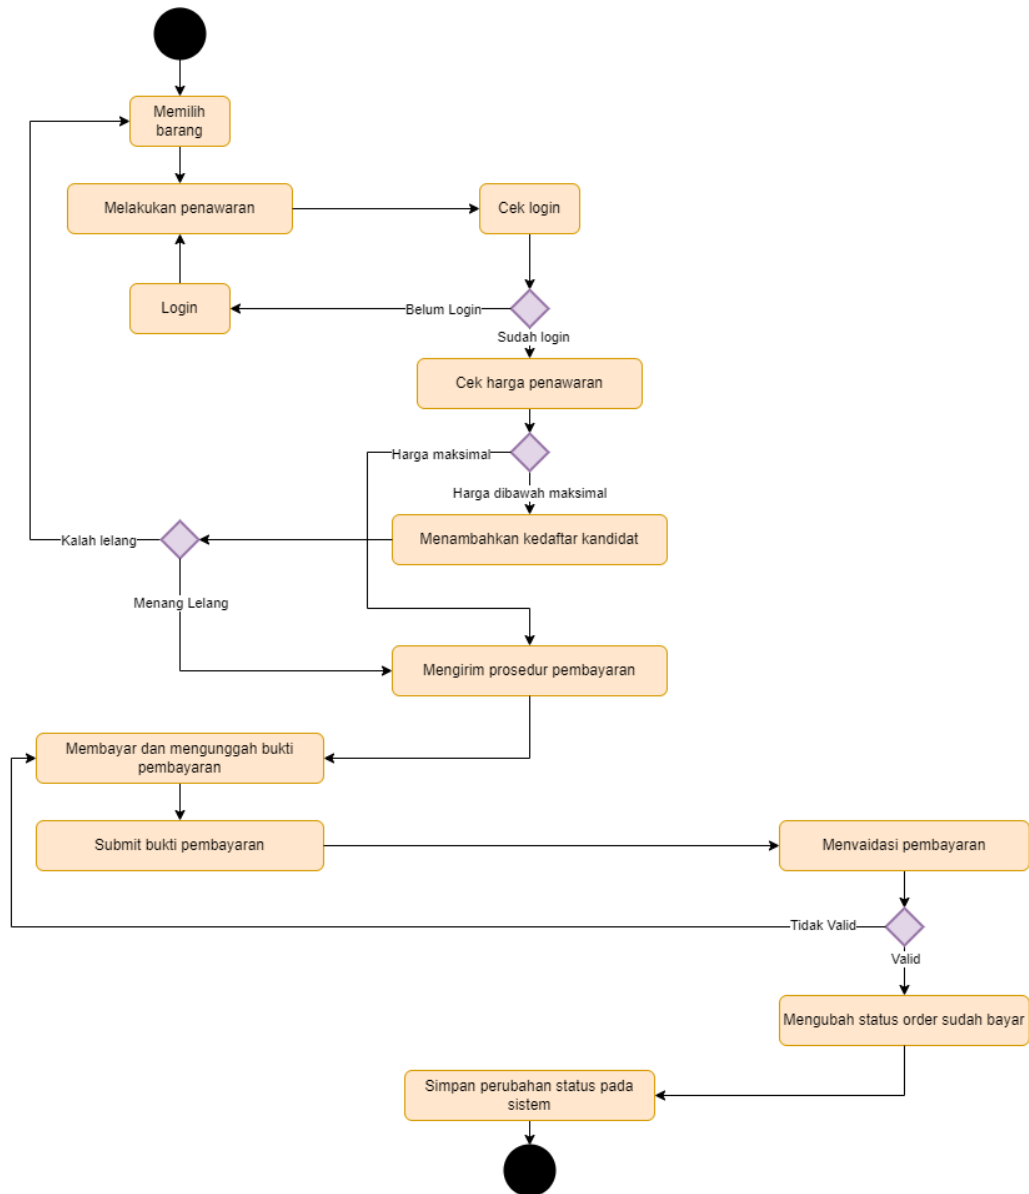 Memilih
barang
Melakukan penawaran
Cek login
Login
Belum Login
Sudah login
Cek harga penawaran
Harga maksimal
Harga dibawah maksimal
Kalah lelang
Menambahkan kedaftar kandidat
Menang Lelang
Mengirim prosedur pembayaran
Membayar dan mengunggah bukti
pembayaran
Submit bukti pembayaran
Menvaidasi pembayaran
Tidak Valid
Valid
Mengubah status order sudah bayar
Simpan perubahan status pada
sistem